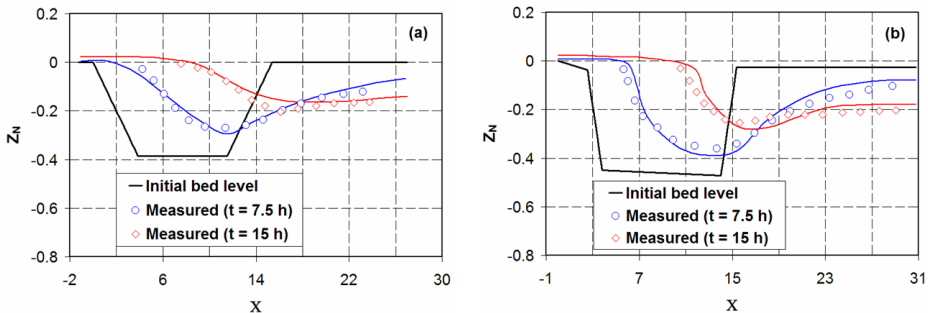 (a)
0.2
0
-0.2
-0.4
-0.6
-0.8
Z_N
Initial bed level
Measured (t = 7.5 h)
Measured (t = 15 h)
-2
6
14
22
30
X
(b)
0.2
0
-0.2
-0.4
-0.6
-0.8
Z_N
Initial bed level
Measured (t = 7.5 h)
Measured (t = 15 h)
-1
7
15
23
31
X